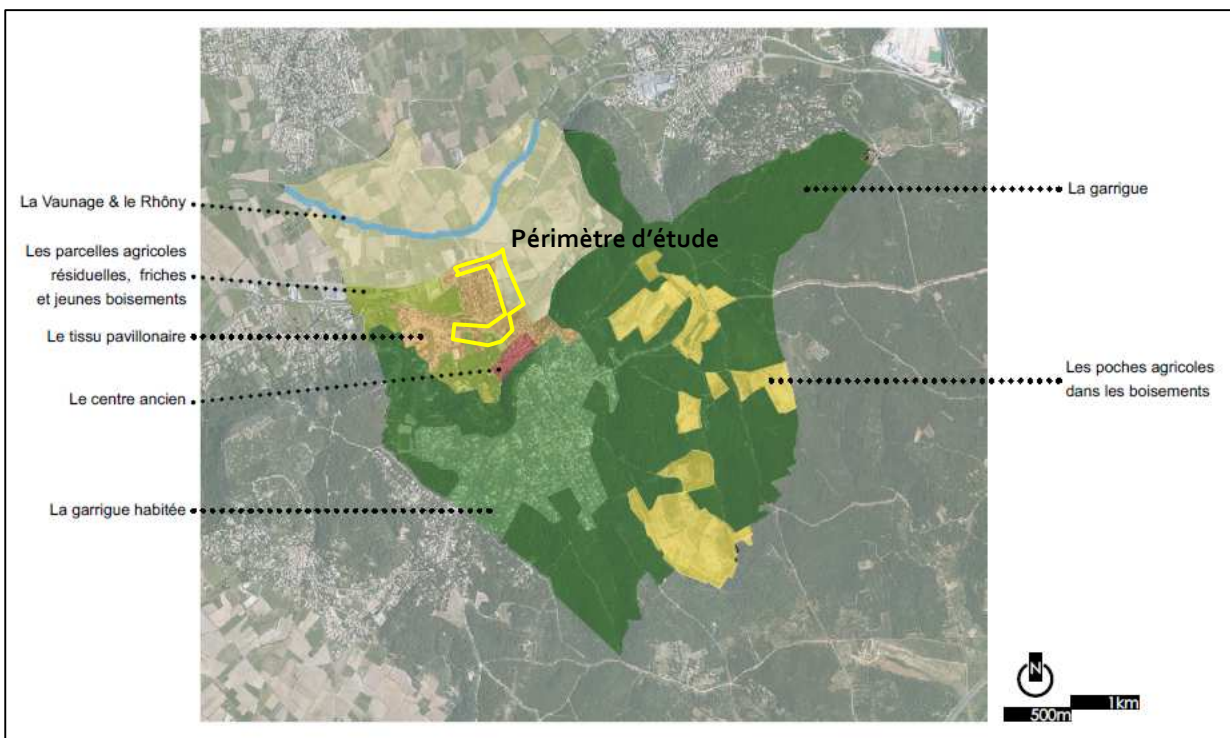 La Vaunage & le Rhôny
Les parcelles agricoles
résiduelles, friches
et jeunes boisements
Le tissu pavillonaire
Le centre ancien
La garrigue habitée
Périmètre d'étude
La garrigue
Les poches agricoles
dans les boisements
N
500m
1km